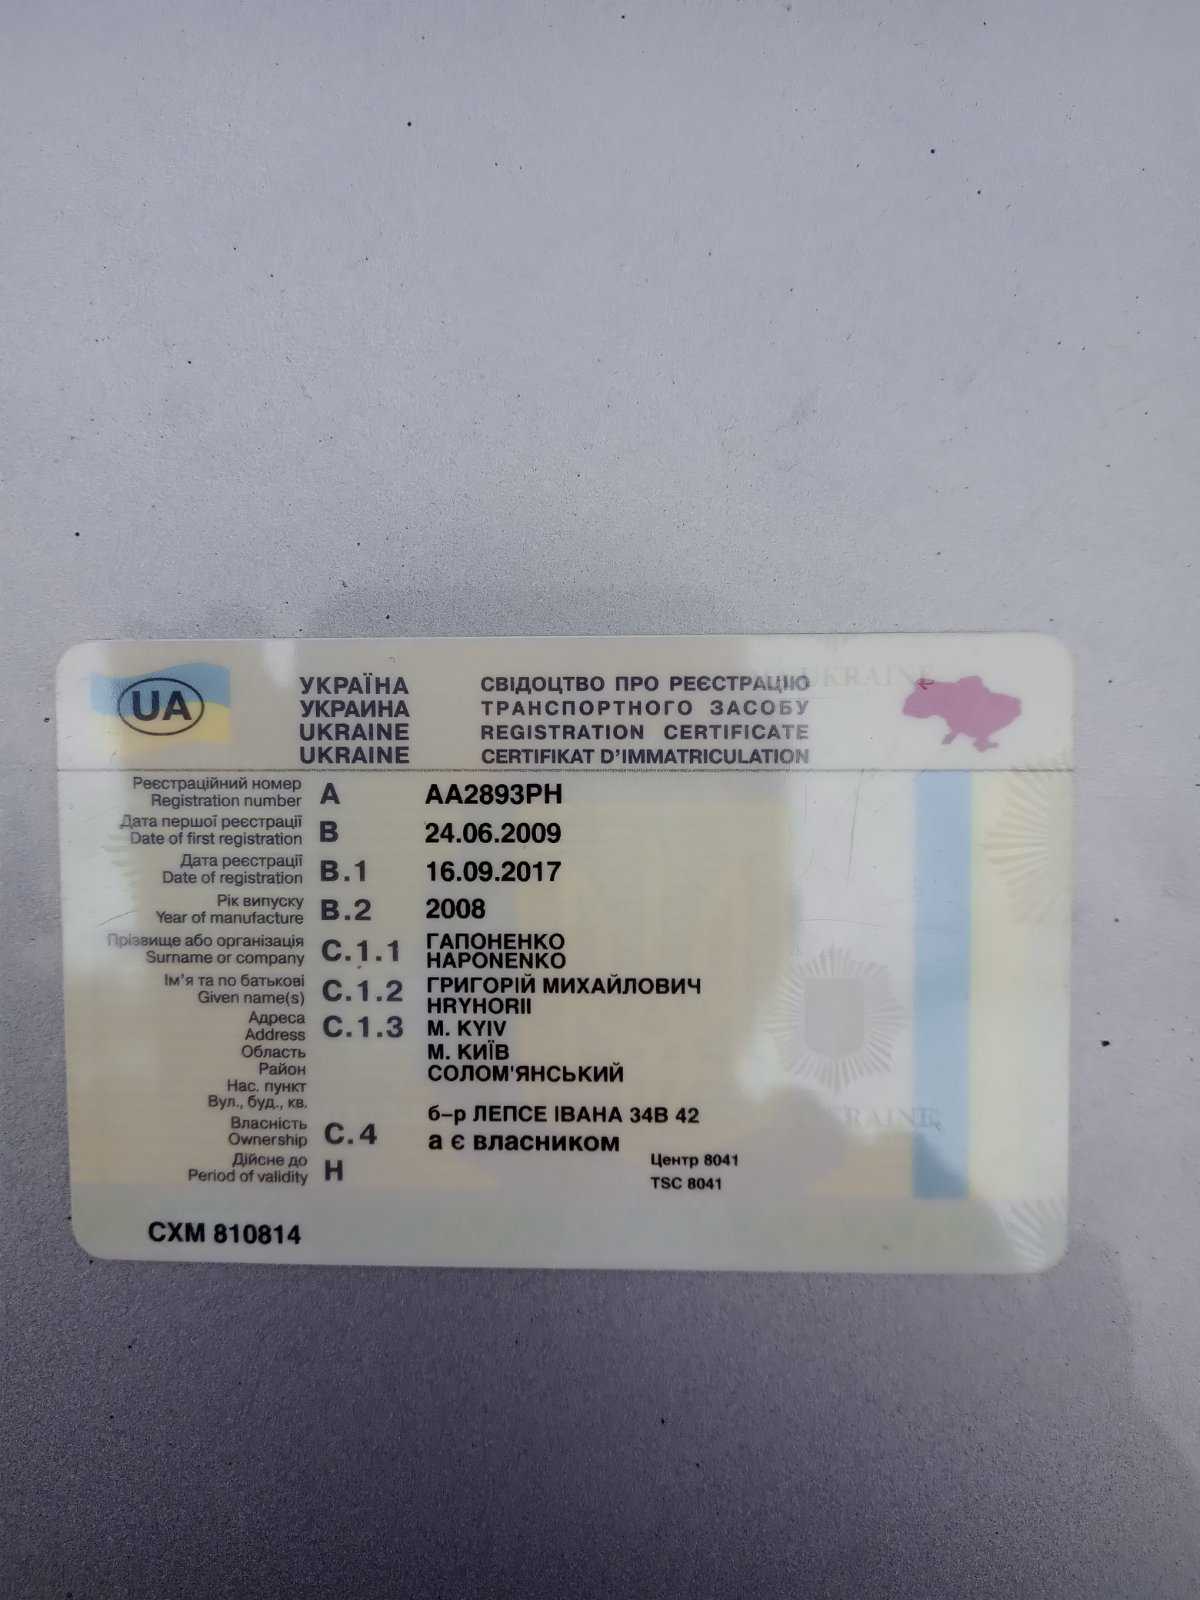 UA
УКРАЇНА СВІДОЦТВО ПРО РЕЄСТРАЦІЮ
УКРАИНА ТРАНСПОРТНОГО ЗАСОБУ
UKRAINE REGISTRATION CERTIFICATE
UKRAINE CERTIFIKAT D'IMMATRICULATION
UKRAINE
Реєстраційний номер
Registration number A AA2893PH
Дата першої реєстрації
Date of first registration B 24.06.2009
Дата реєстрації
Date of registration B.1 16.09.2017
Рік випуску
Year of manufacture B.2 2008
Прізвище або організація C.1.1 ГАПОНЕНКО
Surname or company HAPONENKO
Ім'я та по батькові C.1.2 ГРИГОРІЙ МИХАЙЛОВИЧ
Given name(s) HRYHORII
Адреса
Address C.1.3 M. KYIV
Область М. КИЇВ
Район СОЛОМ'ЯНСЬКИЙ
Нас. пункт
Вул., буд., кв. б-р ЛЕПСЕ ІВАНА 34В 42
Власність
Ownership C.4 а є власником
Дійсне до Центр 8041
Period of validity H TSC 8041
UKRAINE
СХМ 810814